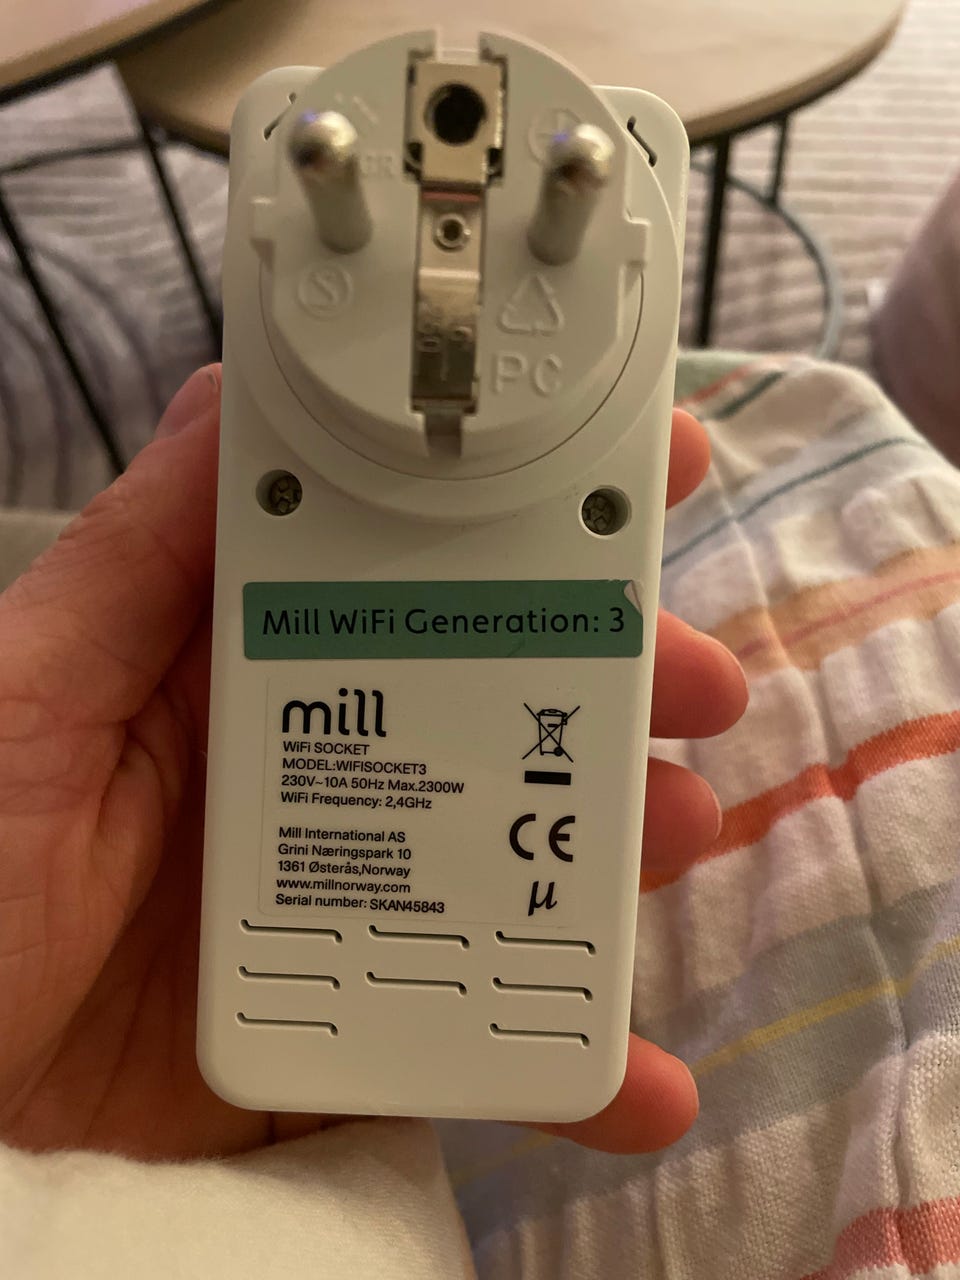 GR
S
PC
Mill WiFi Generation: 3
mill
WiFi SOCKET
MODEL:WIFISOCKET3
230V~10A 50Hz Max.2300W
WiFi Frequency: 2,4GHz
Mill International AS
Grini Næringspark 10
1361 Østerås,Norway
www.millnorway.com
Serial number: SKAN45843
CE
μ